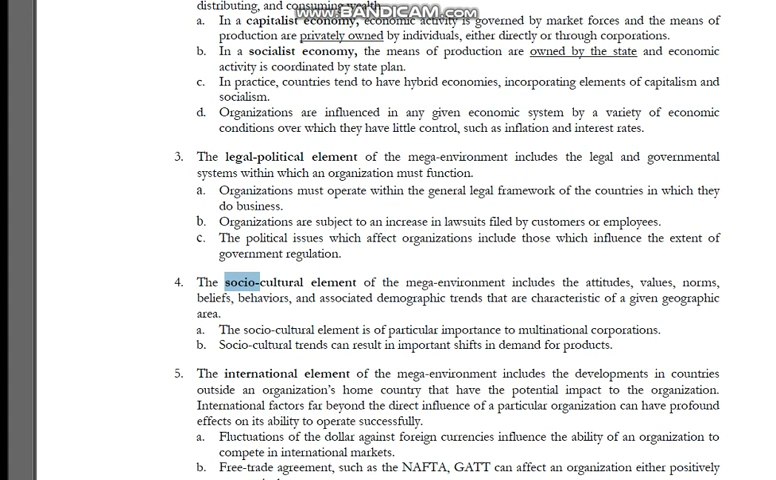 distributing, and consuming wealth.
www.BANDICAM.com
a. In a capitalist economy, economic activity is governed by market forces and the means of
production are privately owned by individuals, either directly or through corporations.
b. In a socialist economy, the means of production are owned by the state and economic
activity is coordinated by state plan.
c. In practice, countries tend to have hybrid economies, incorporating elements of capitalism and
socialism.
d. Organizations are influenced in any given economic system by a variety of economic
conditions over which they have little control, such as inflation and interest rates.
3. The legal-political element of the mega-environment includes the legal and governmental
systems within which an organization must function.
a. Organizations must operate within the general legal framework of the countries in which they
do business.
b. Organizations are subject to an increase in lawsuits filed by customers or employees.
c. The political issues which affect organizations include those which influence the extent of
government regulation.
4. The socio-cultural element of the mega-environment includes the attitudes, values, norms,
beliefs, behaviors, and associated demographic trends that are characteristic of a given geographic
area.
a. The socio-cultural element is of particular importance to multinational corporations.
b. Socio-cultural trends can result in important shifts in demand for products.
5. The international element of the mega-environment includes the developments in countries
outside an organization's home country that have the potential impact to the organization.
International factors far beyond the direct influence of a particular organization can have profound
effects on its ability to operate successfully.
a. Fluctuations of the dollar against foreign currencies influence the ability of an organization to
compete in international markets.
b. Free-trade agreement, such as the NAFTA, GATT can affect an organization either positively